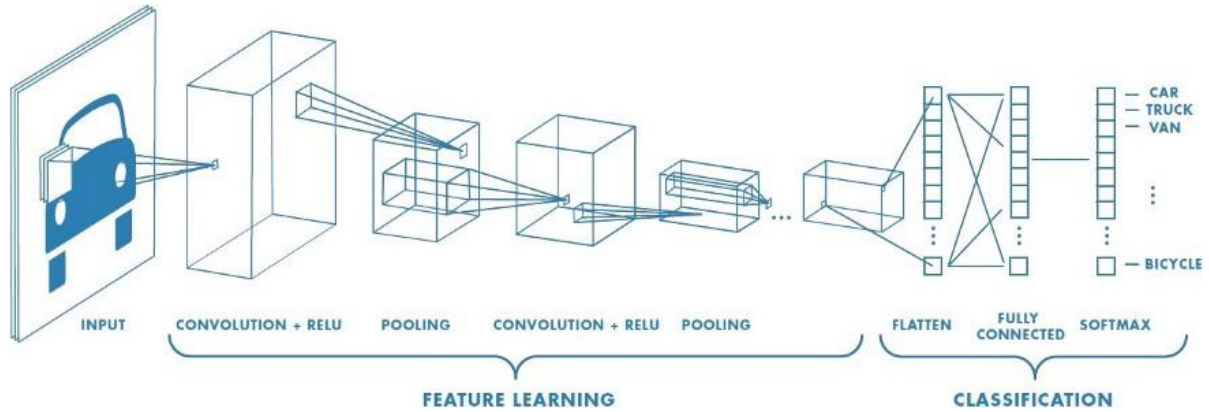 CAR
TRUCK
VAN
BICYCLE
INPUT
CONVOLUTION + RELU
POOLING
CONVOLUTION + RELU
POOLING
FLATTEN
FULLY
CONNECTED
SOFTMAX
FEATURE LEARNING
CLASSIFICATION